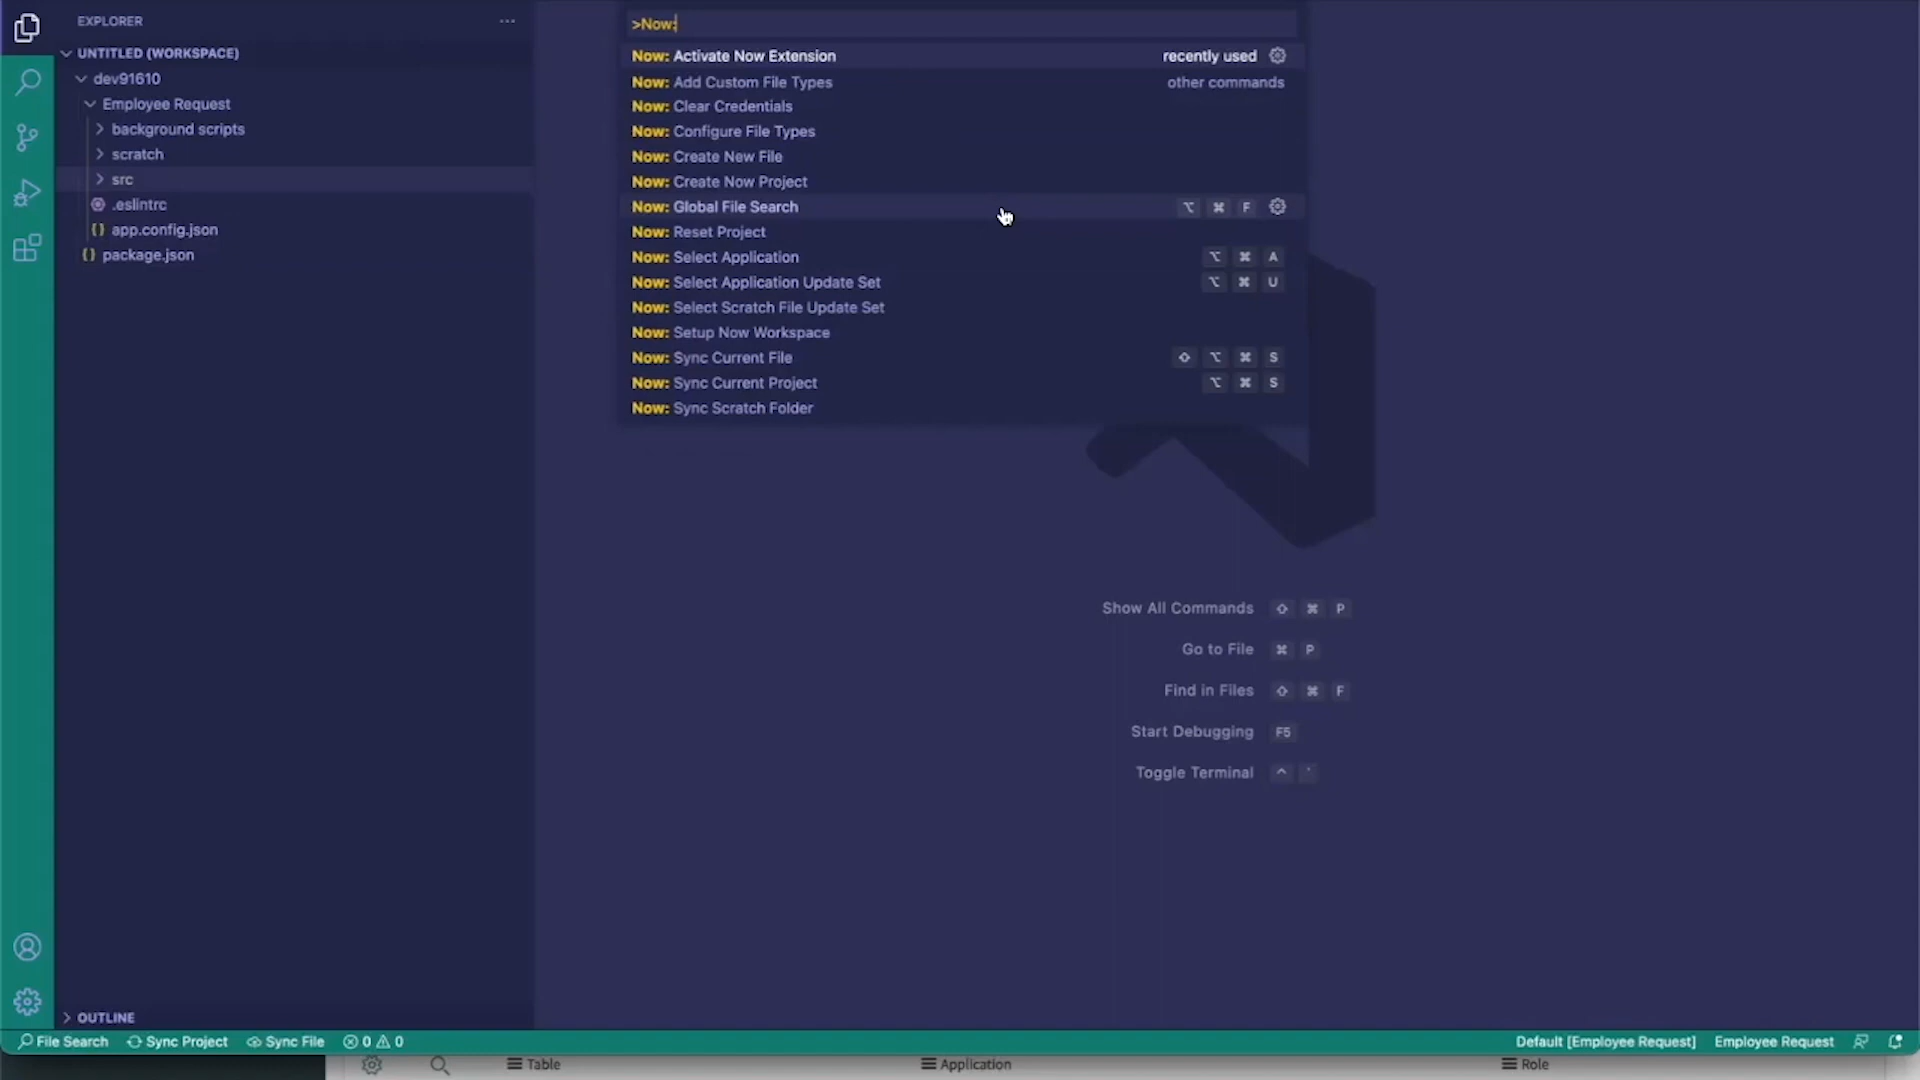 EXPLORER
UNTITLED (WORKSPACE)
dev91610
Employee Request
background scripts
scratch
src
.eslintrc
{} app.config.json
{} package.json
OUTLINE
>Now:
Now: Activate Now Extension recently used
Now: Add Custom File Types other commands
Now: Clear Credentials
Now: Configure File Types
Now: Create New File
Now: Create Now Project
Now: Global File Search ⌥ ⌘ F
Now: Reset Project
Now: Select Application ⌥ ⌘ A
Now: Select Application Update Set ⌥ ⌘ U
Now: Select Scratch File Update Set
Now: Setup Now Workspace
Now: Sync Current File ⇧ ⌥ ⌘ S
Now: Sync Current Project ⌥ ⌘ S
Now: Sync Scratch Folder
Show All Commands ⇧ ⌘ P
Go to File ⌘ P
Find in Files ⇧ ⌘ F
Start Debugging F5
Toggle Terminal ^ `
File Search Sync Project Sync File 0 0 Default [Employee Request] Employee Request
Table Application Role